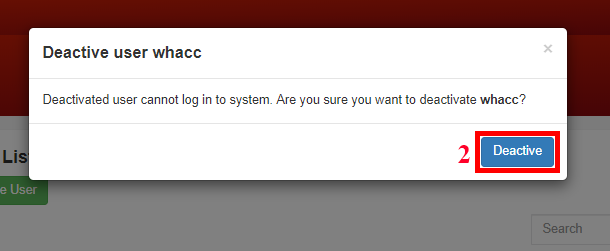 Deactive user whacc
×
Deactivated user cannot log in to system. Are you sure you want to deactivate whacc?
2
Deactive
List
e User
Search